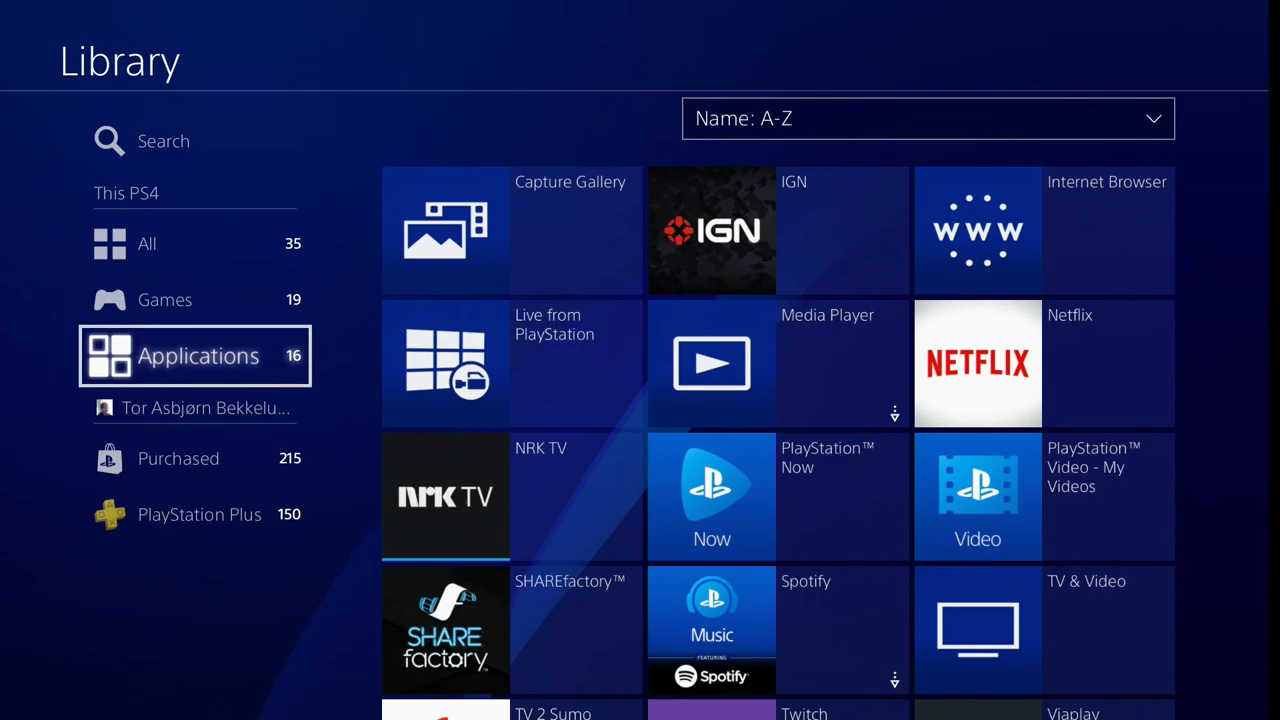 Library
Name: A-Z
Search
This PS4
All 35
Games 19
Applications 16
Tor Asbjørn Bekkelu...
Purchased 215
PlayStation Plus 150
Capture Gallery
IGN
IGN
WWW
Internet Browser
Live from
PlayStation
Media Player
NETFLIX
Netflix
nrk TV
NRK TV
Now
PlayStation™
Now
Video
PlayStation™
Video - My
Videos
SHARE
factory™
SHAREfactory™
Music
FEATURING
Spotify
Spotify
TV & Video
TV 2 Sumo
Twitch
Viaplay